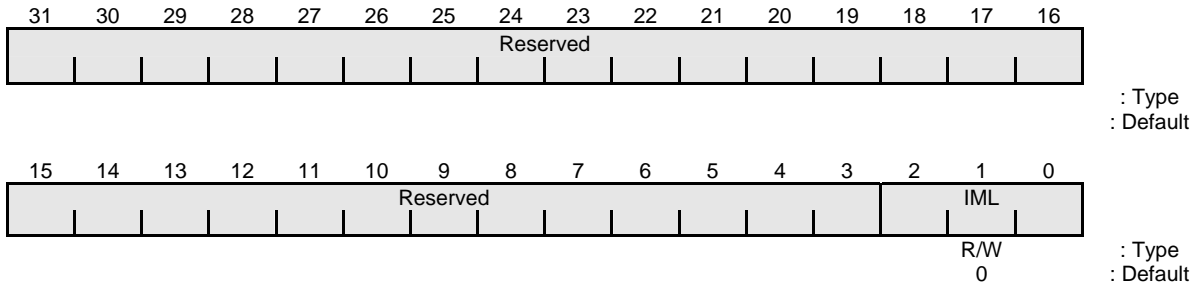 31 30 29 28 27 26 25 24 23 22 21 20 19 18 17 16
Reserved
: Type
: Default
15 14 13 12 11 10 9 8 7 6 5 4 3 2 1 0
Reserved IML
R/W : Type
0 : Default